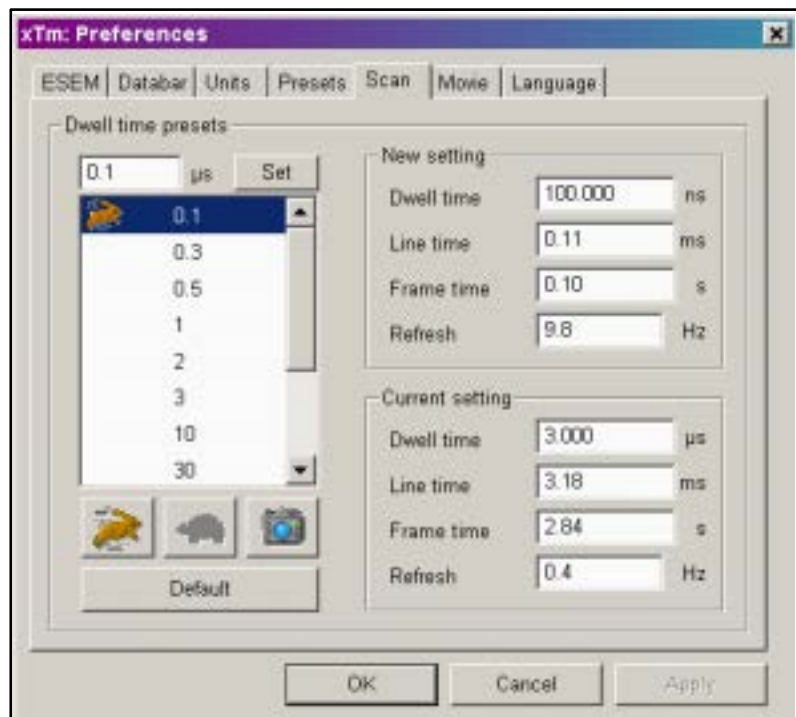 xTm: Preferences
ESEM Databar Units Presets Scan Movie Language
Dwell time presets
0.1 µs Set
0.1
0.3
0.5
1
2
3
10
30
Default
New setting
Dwell time 100.000 ns
Line time 0.11 ms
Frame time 0.10 s
Refresh 9.8 Hz
Current setting
Dwell time 3.000 µs
Line time 3.18 ms
Frame time 2.84 s
Refresh 0.4 Hz
OK Cancel Apply